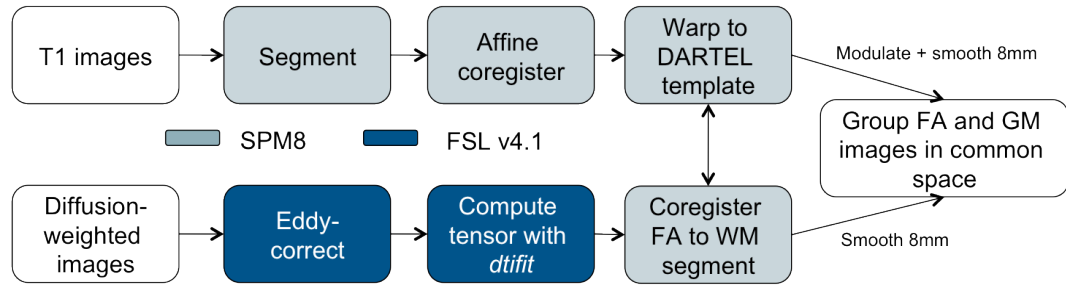 T1 images
Segment
Affine
coregister
Warp to
DARTEL
template
Modulate + smooth 8mm
Group FA and GM
images in common
space
SPM8
FSL v4.1
Diffusion-
weighted
images
Eddy-
correct
Compute
tensor with
dtifit
Coregister
FA to WM
segment
Smooth 8mm